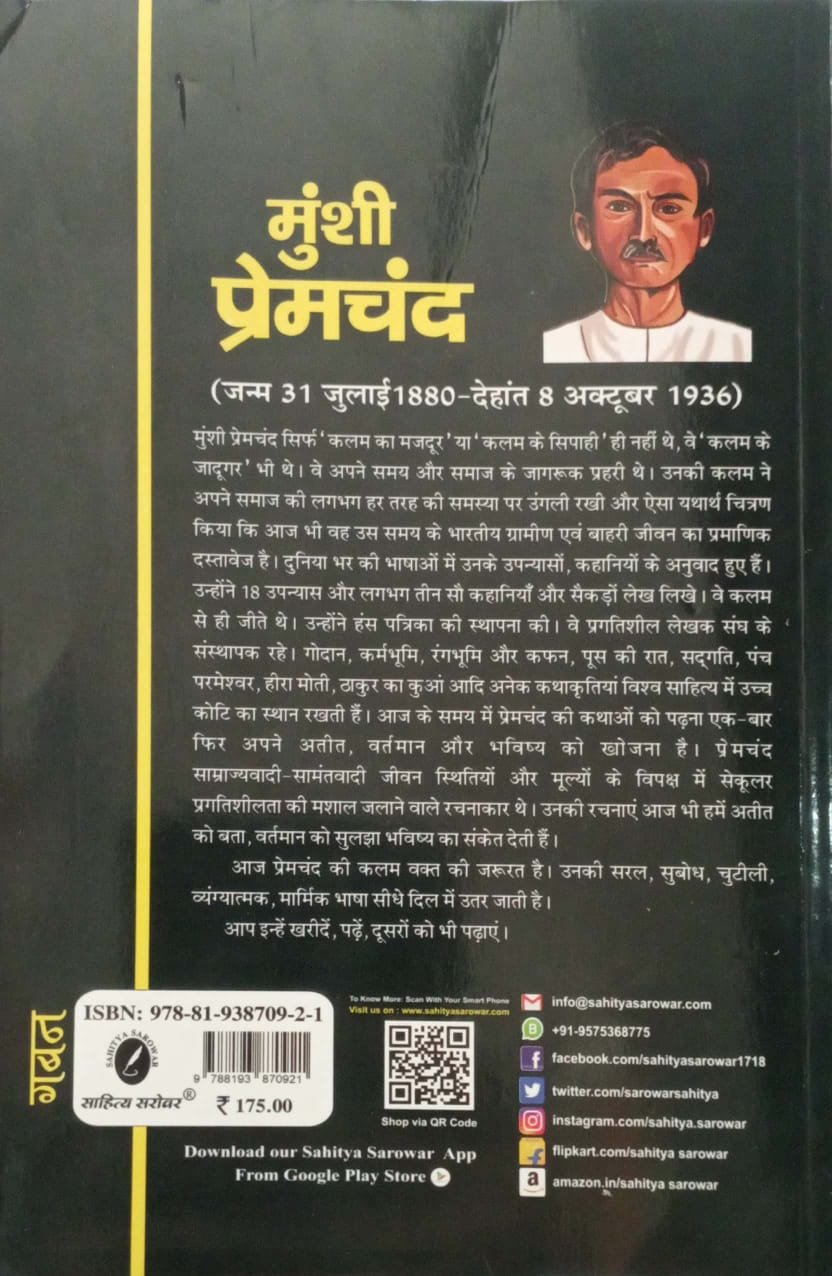 मुंशी
प्रेमचंद
(जन्म 31 जुलाई1880-देहांत 8 अक्टूबर 1936)
मुंशी प्रेमचंद सिर्फ ‘कलम का मजदूर’ या ‘कलम के सिपाही’ ही नहीं थे, वे ‘कलम के
जादूगर’ भी थे। वे अपने समय और समाज के जागरूक प्रहरी थे। उनकी कलम ने
अपने समाज की लगभग हर तरह की समस्या पर उंगली रखी और ऐसा यथार्थ चित्रण
किया कि आज भी वह उस समय के भारतीय ग्रामीण एवं बाहरी जीवन का प्रमाणिक
दस्तावेज है। दुनिया भर की भाषाओं में उनके उपन्यासों, कहानियों के अनुवाद हुए हैं।
उन्होंने 18 उपन्यास और लगभग तीन सौ कहानियाँ और सैकड़ों लेख लिखे। वे कलम
से ही जीते थे। उन्होंने हंस पत्रिका की स्थापना की। वे प्रगतिशील लेखक संघ के
संस्थापक रहे। गोदान, कर्मभूमि, रंगभूमि और कफन, पूस की रात, सद्गति, पंच
परमेश्वर, हीरा मोती, ठाकुर का कुआं आदि अनेक कथाकृतियां विश्व साहित्य में उच्च
कोटि का स्थान रखती हैं। आज के समय में प्रेमचंद की कथाओं को पढ़ना एक-बार
फिर अपने अतीत, वर्तमान और भविष्य को खोजना है। प्रेमचंद
साम्राज्यवादी-सामंतवादी जीवन स्थितियों और मूल्यों के विपक्ष में सेकूलर
प्रगतिशीलता की मशाल जलाने वाले रचनाकार थे। उनकी रचनाएं आज भी हमें अतीत
को बता, वर्तमान को सुलझा भविष्य का संकेत देती हैं।
आज प्रेमचंद की कलम वक्त की जरूरत है। उनकी सरल, सुबोध, चुटीली,
व्यंग्यात्मक, मार्मिक भाषा सीधे दिल में उतर जाती है।
आप इन्हें खरीदें, पढ़ें, दूसरों को भी पढ़ाएं।
गबन
ISBN: 978-81-938709-2-1
SAHITYA SAROWAR
9 788193 870921
साहित्य सरोवर®
₹ 175.00
To Know More: Scan With Your Smart Phone
Visit us on : www.sahityasarowar.com
Shop via QR Code
Download our Sahitya Sarowar App
From Google Play Store
info@sahityasarowar.com
+91-9575368775
facebook.com/sahityasarowar1718
twitter.com/sarowarsahitya
instagram.com/sahitya.sarowar
flipkart.com/sahitya sarowar
amazon.in/sahitya sarowar